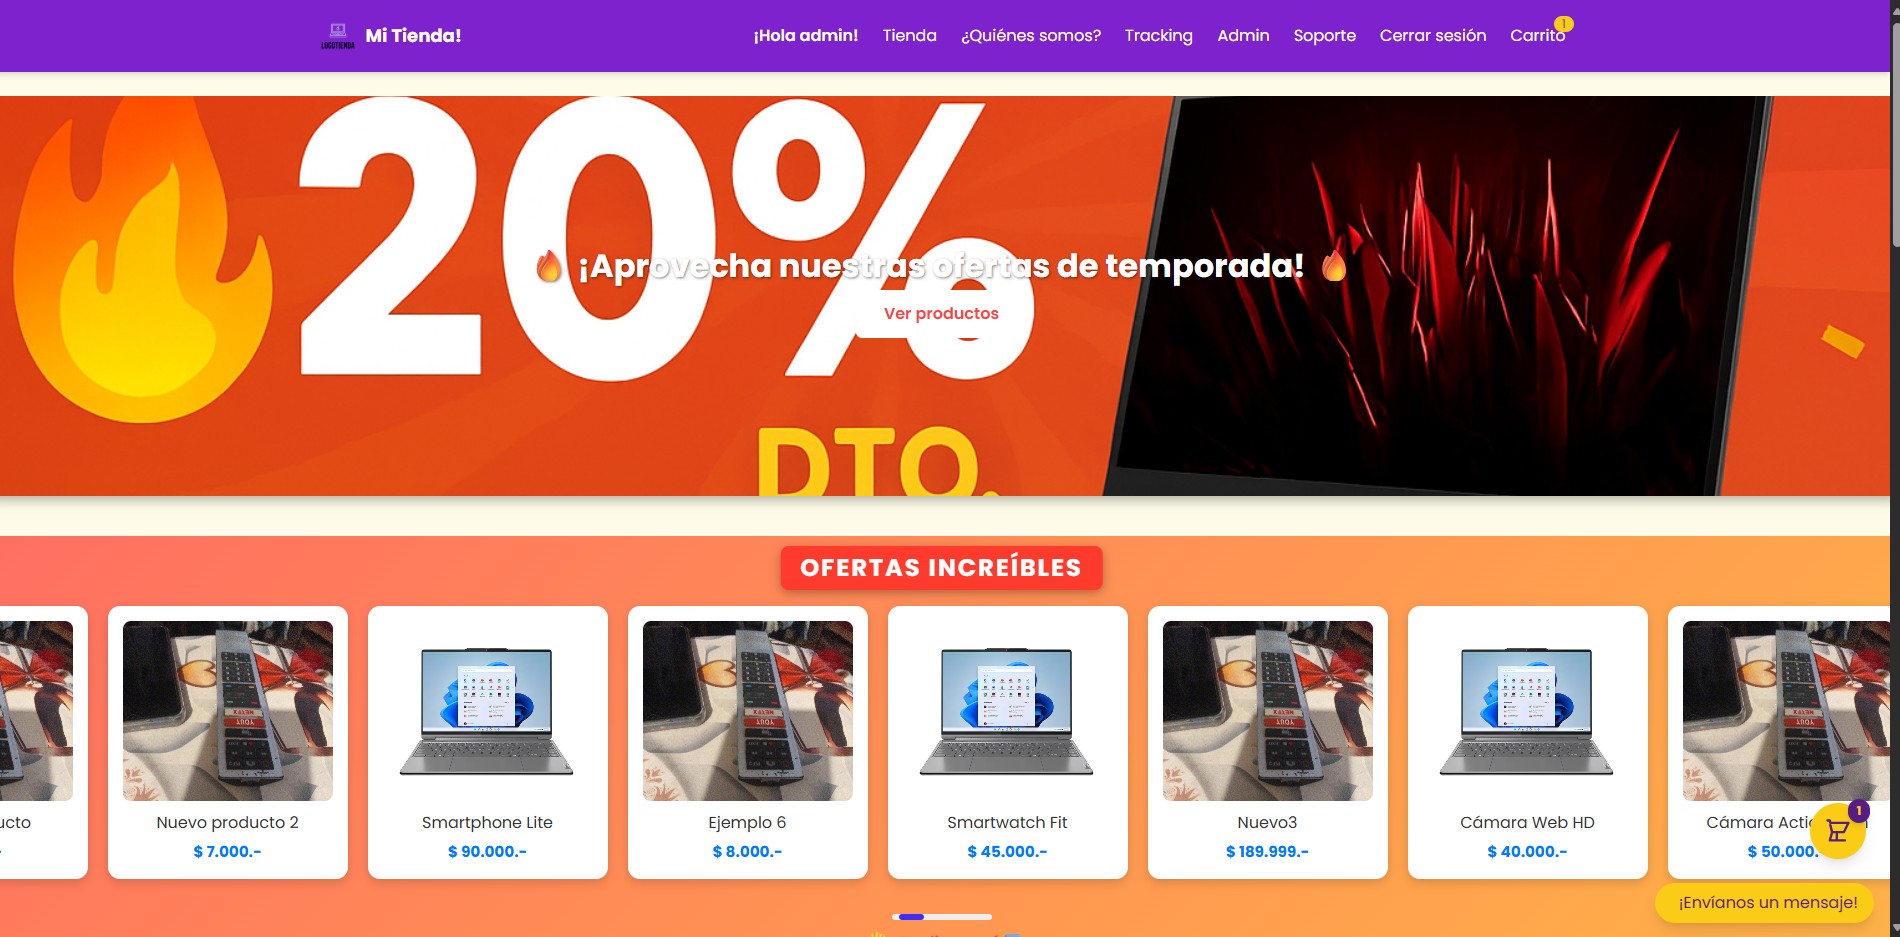 LOGOTIENDA
Mi Tienda!
¡Hola admin!
Tienda
¿Quiénes somos?
Tracking
Admin
Soporte
Cerrar sesión
Carrito
1
20%
🔥 ¡Aprovecha nuestras ofertas de temporada! 🔥
Ver productos
DTO.
OFERTAS INCREÍBLES
Nuevo producto 2
$ 7.000.-
Smartphone Lite
$ 90.000.-
Ejemplo 6
$ 8.000.-
Smartwatch Fit
$ 45.000.-
Nuevo3
$ 189.999.-
Cámara Web HD
$ 40.000.-
Cámara
$ 50.000.
1
¡Envíanos un mensaje!